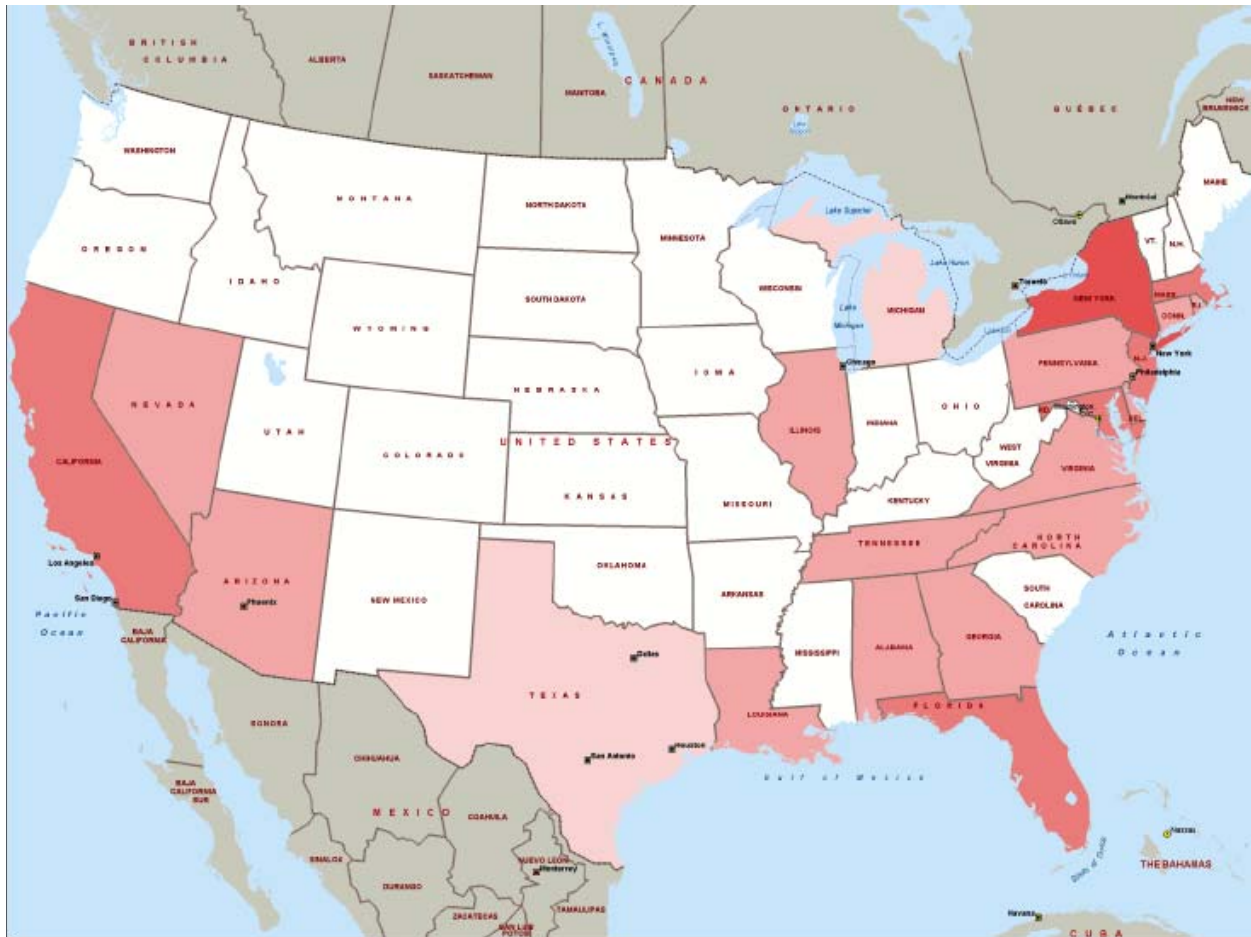 BRITISH
COLUMBIA
ALBERTA
SASKATCHEWAN
MANITOBA
L. Winnipeg
CANADA
ONTARIO
QUÉBEC
NEW
BRUNSWICK
WASHINGTON
MONTANA
NORTH DAKOTA
MINNESOTA
Lake Superior
Ottawa
Montréal
MAINE
VT.
N.H.
OREGON
IDAHO
SOUTH DAKOTA
WISCONSIN
Lake
Michigan
MICHIGAN
Lake Huron
Toronto
NEW YORK
MASS.
CONN.
R.I.
WYOMING
IOWA
Chicago
PENNSYLVANIA
N.J.
New York
Philadelphia
NEVADA
UTAH
NEBRASKA
UNITED STATES
ILLINOIS
INDIANA
OHIO
MD.
DEL.
CALIFORNIA
COLORADO
KANSAS
MISSOURI
WEST
VIRGINIA
KENTUCKY
VIRGINIA
TENNESSEE
NORTH
CAROLINA
Los Angeles
San Diego
ARIZONA
Phoenix
NEW MEXICO
OKLAHOMA
ARKANSAS
SOUTH
CAROLINA
Pacific
Ocean
BAJA
CALIFORNIA
Dallas
TEXAS
MISSISSIPPI
ALABAMA
GEORGIA
Atlantic
Ocean
SONORA
CHIHUAHUA
San Antonio
Houston
LOUISIANA
FLORIDA
Gulf of Mexico
BAJA
CALIFORNIA
SUR
MEXICO
COAHUILA
SINALOA
DURANGO
NUEVO LEON
Monterrey
ZACATECAS
SAN LUIS
POTOSI
TAMAULIPAS
Nassau
THE BAHAMAS
Havana
CUBA